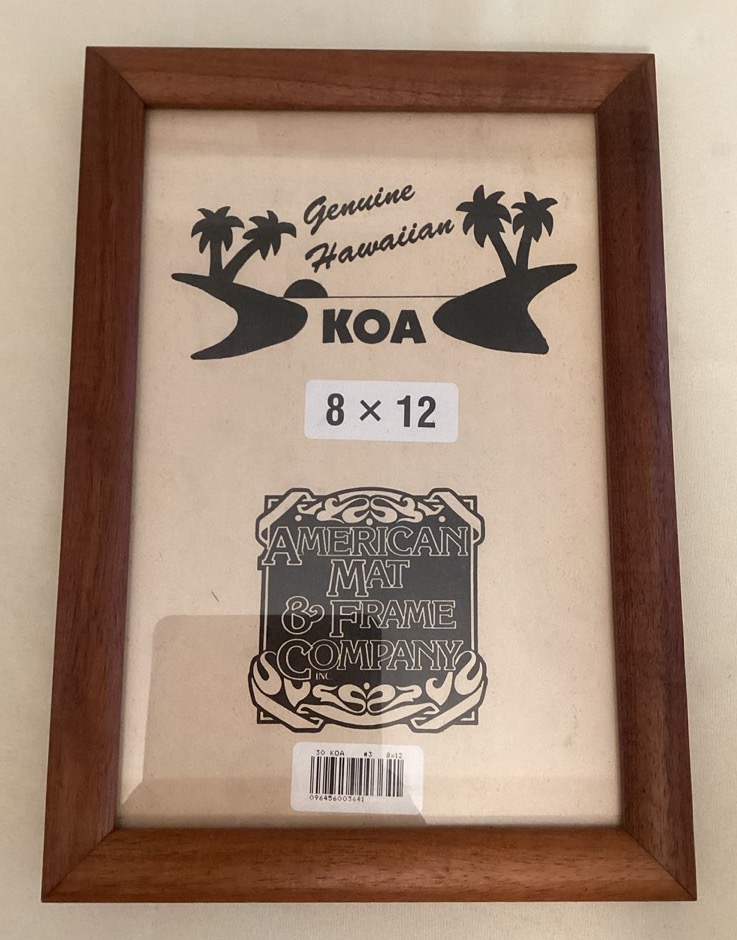 Genuine
Hawaiian
KOA
8 × 12
AMERICAN
MAT
& FRAME
COMPANY
INC.
30 KOA #3 8x12
096456003641